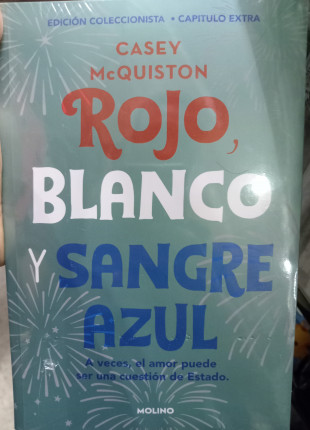 EDICIÓN COLECCIONISTA • CAPITULO EXTRA
CASEY
McQUISTON
ROJO,
BLANCO
Y SANGRE
AZUL
A veces, el amor puede
ser una cuestión de Estado.
MOLINO